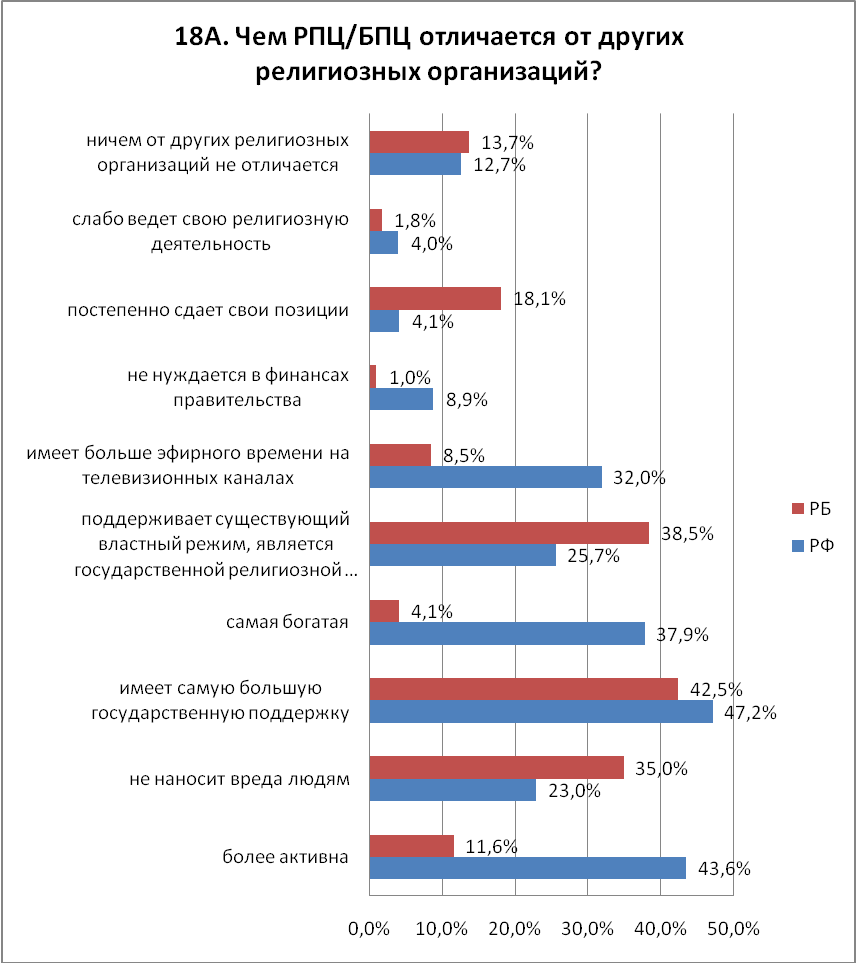 18А. Чем РПЦ/БПЦ отличается от других
религиозных организаций?
ничем от других религиозных
организаций не отличается
13,7%
12,7%
слабо ведет свою религиозную
деятельность
1,8%
4,0%
постепенно сдает свои позиции
18,1%
4,1%
не нуждается в финансах
правительства
1,0%
8,9%
имеет больше эфирного времени на
телевизионных каналах
8,5%
32,0%
поддерживает существующий
властный режим, является
государственной религиозной...
38,5%
25,7%
самая богатая
4,1%
37,9%
имеет самую большую
государственную поддержку
42,5%
47,2%
не наносит вреда людям
35,0%
23,0%
более активна
11,6%
43,6%
РБ
РФ
0,0% 10,0% 20,0% 30,0% 40,0% 50,0%